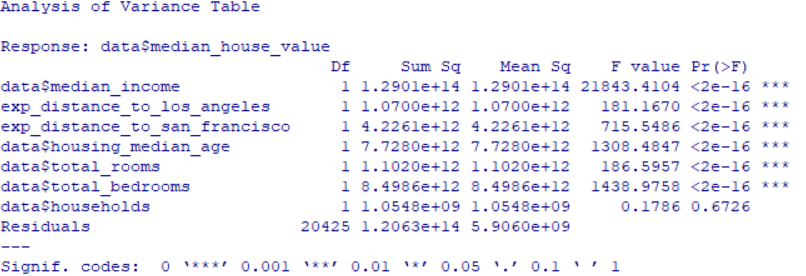 Analysis of Variance Table
Response: data$median_house_value
Df Sum Sq Mean Sq F value Pr(>F)
data$median_income 1 1.2901e+14 1.2901e+14 21843.4104 <2e-16 ***
exp_distance_to_los_angeles 1 1.0700e+12 1.0700e+12 181.1670 <2e-16 ***
exp_distance_to_san_francisco 1 4.2261e+12 4.2261e+12 715.5486 <2e-16 ***
data$housing_median_age 1 7.7280e+12 7.7280e+12 1308.4847 <2e-16 ***
data$total_rooms 1 1.1020e+12 1.1020e+12 186.5957 <2e-16 ***
data$total_bedrooms 1 8.4986e+12 8.4986e+12 1438.9758 <2e-16 ***
data$households 1 1.0548e+09 1.0548e+09 0.1786 0.6726
Residuals 20425 1.2063e+14 5.9060e+09
---
Signif. codes: 0 ‘***’ 0.001 ‘**’ 0.01 ‘*’ 0.05 ‘.’ 0.1 ‘ ’ 1